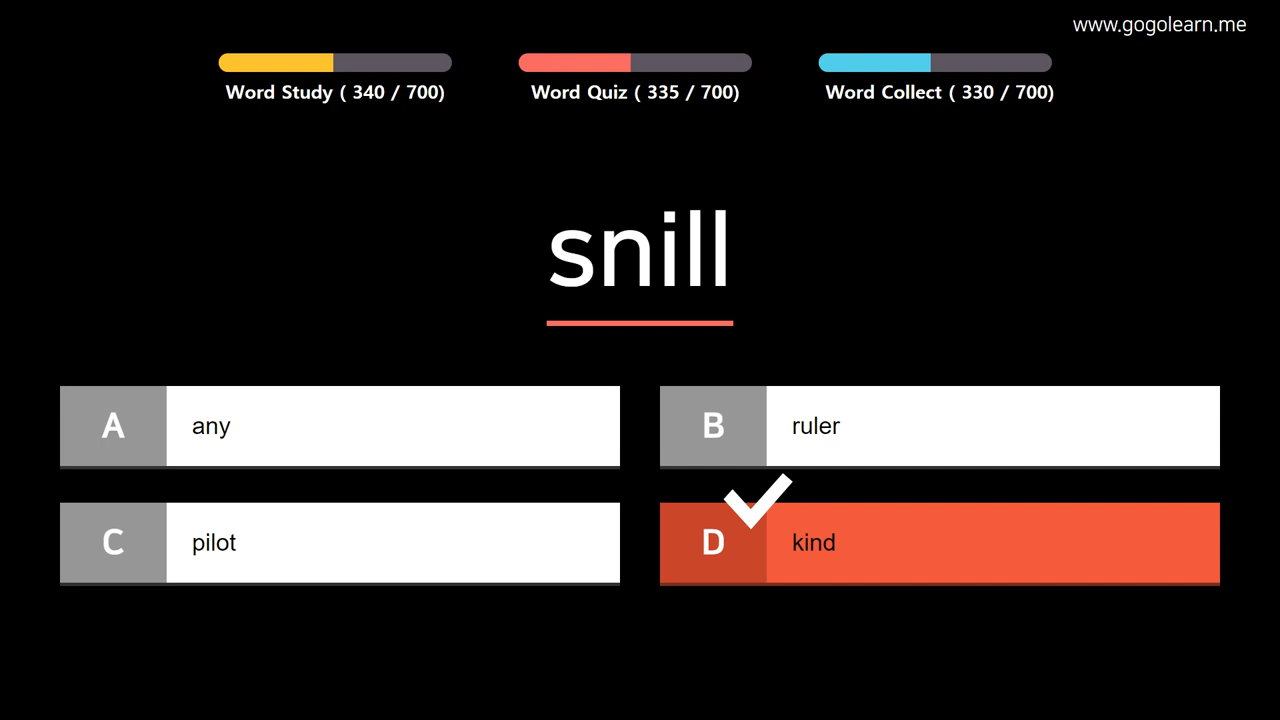 www.gogolearn.me
Word Study ( 340 / 700)
Word Quiz ( 335 / 700)
Word Collect ( 330 / 700)
snill
A any
B ruler
C pilot
D kind